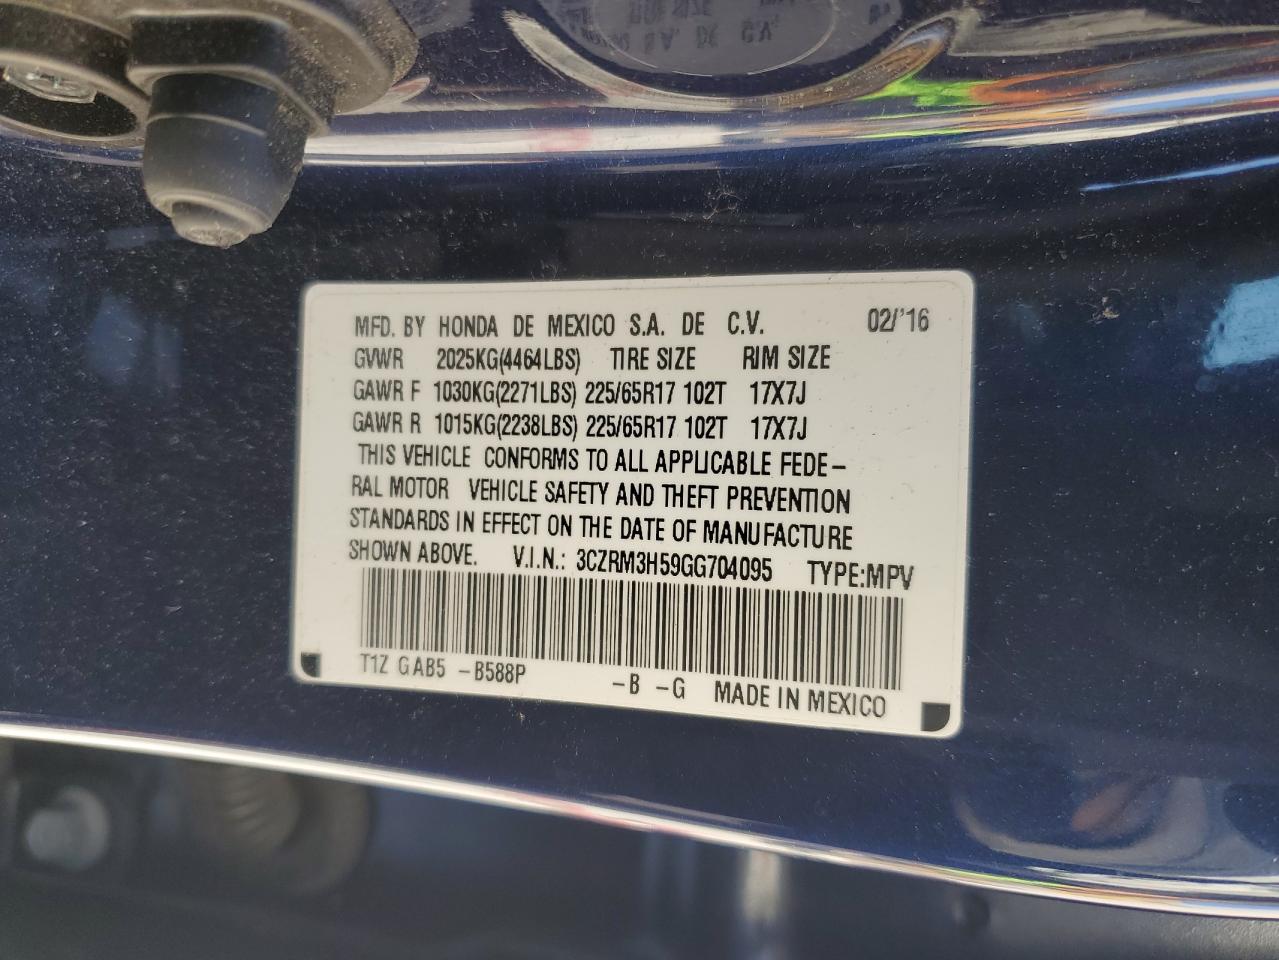 MFD. BY HONDA DE MEXICO S.A. DE C.V. 02/'16
GVWR 2025KG(4464LBS) TIRE SIZE RIM SIZE
GAWR F 1030KG(2271LBS) 225/65R17 102T 17X7J
GAWR R 1015KG(2238LBS) 225/65R17 102T 17X7J
THIS VEHICLE CONFORMS TO ALL APPLICABLE FEDE-
RAL MOTOR VEHICLE SAFETY AND THEFT PREVENTION
STANDARDS IN EFFECT ON THE DATE OF MANUFACTURE
SHOWN ABOVE. V.I.N.: 3CZRM3H59GG704095 TYPE:MPV
T1Z GAB5 -B588P -B -G MADE IN MEXICO